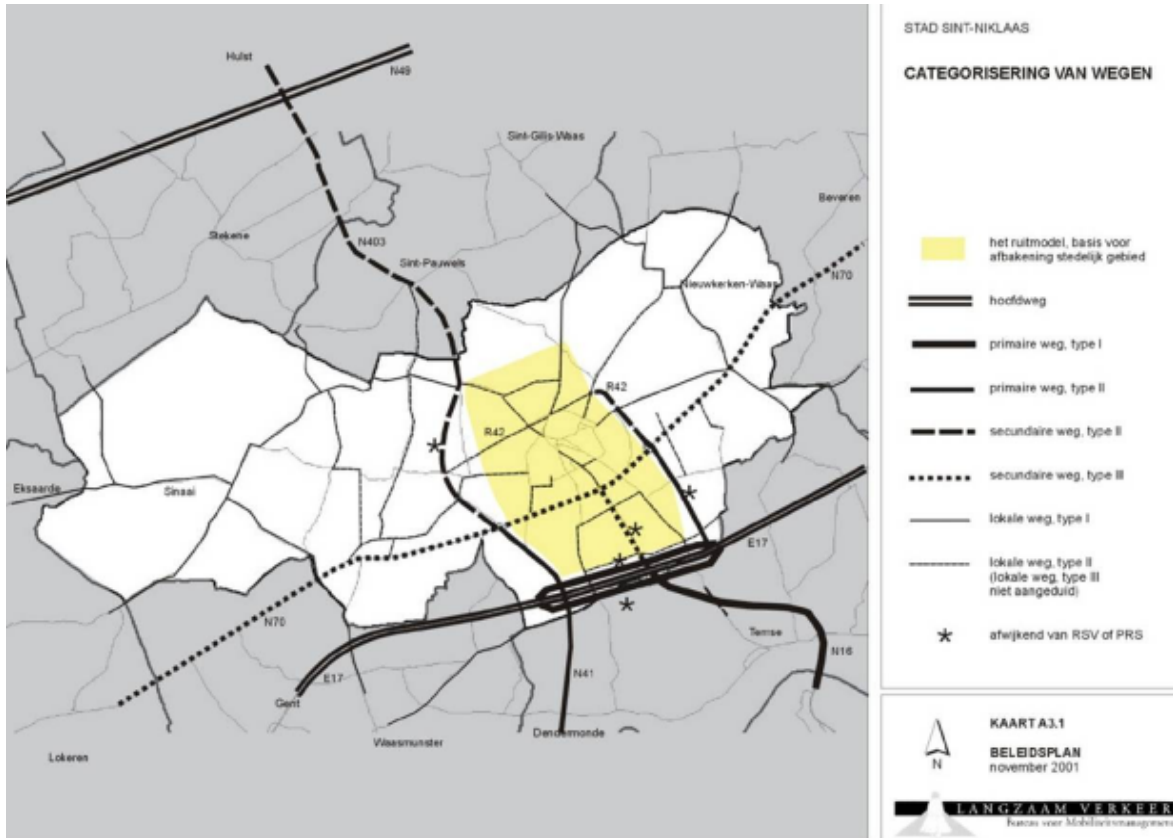 Hulst
N49
Sint-Gilis-Waas
Beveren
Stekene
N403
Sint-Pauwels
Nieuwkerken-Waas
N70
R42
R42
Eksaarde
Sinaai
E17
N70
Temse
N16
E17
N41
Gent
Waasmunster
Dendermonde
Lokeren
STAD SINT-NIKLAAS
CATEGORISERING VAN WEGEN
het ruitmodel, basis voor
afbakening stedelijk gebied
hoofdweg
primaire weg, type I
primaire weg, type II
secundaire weg, type II
secundaire weg, type III
lokale weg, type I
lokale weg, type II
(lokale weg, type III
niet aangeduid)
afwijkend van RSV of PRS
N
KAART A3.1
BELEIDSPLAN
november 2001
LANGZAAM VERKEER
Bureau voor Mobiliteitsmanagement